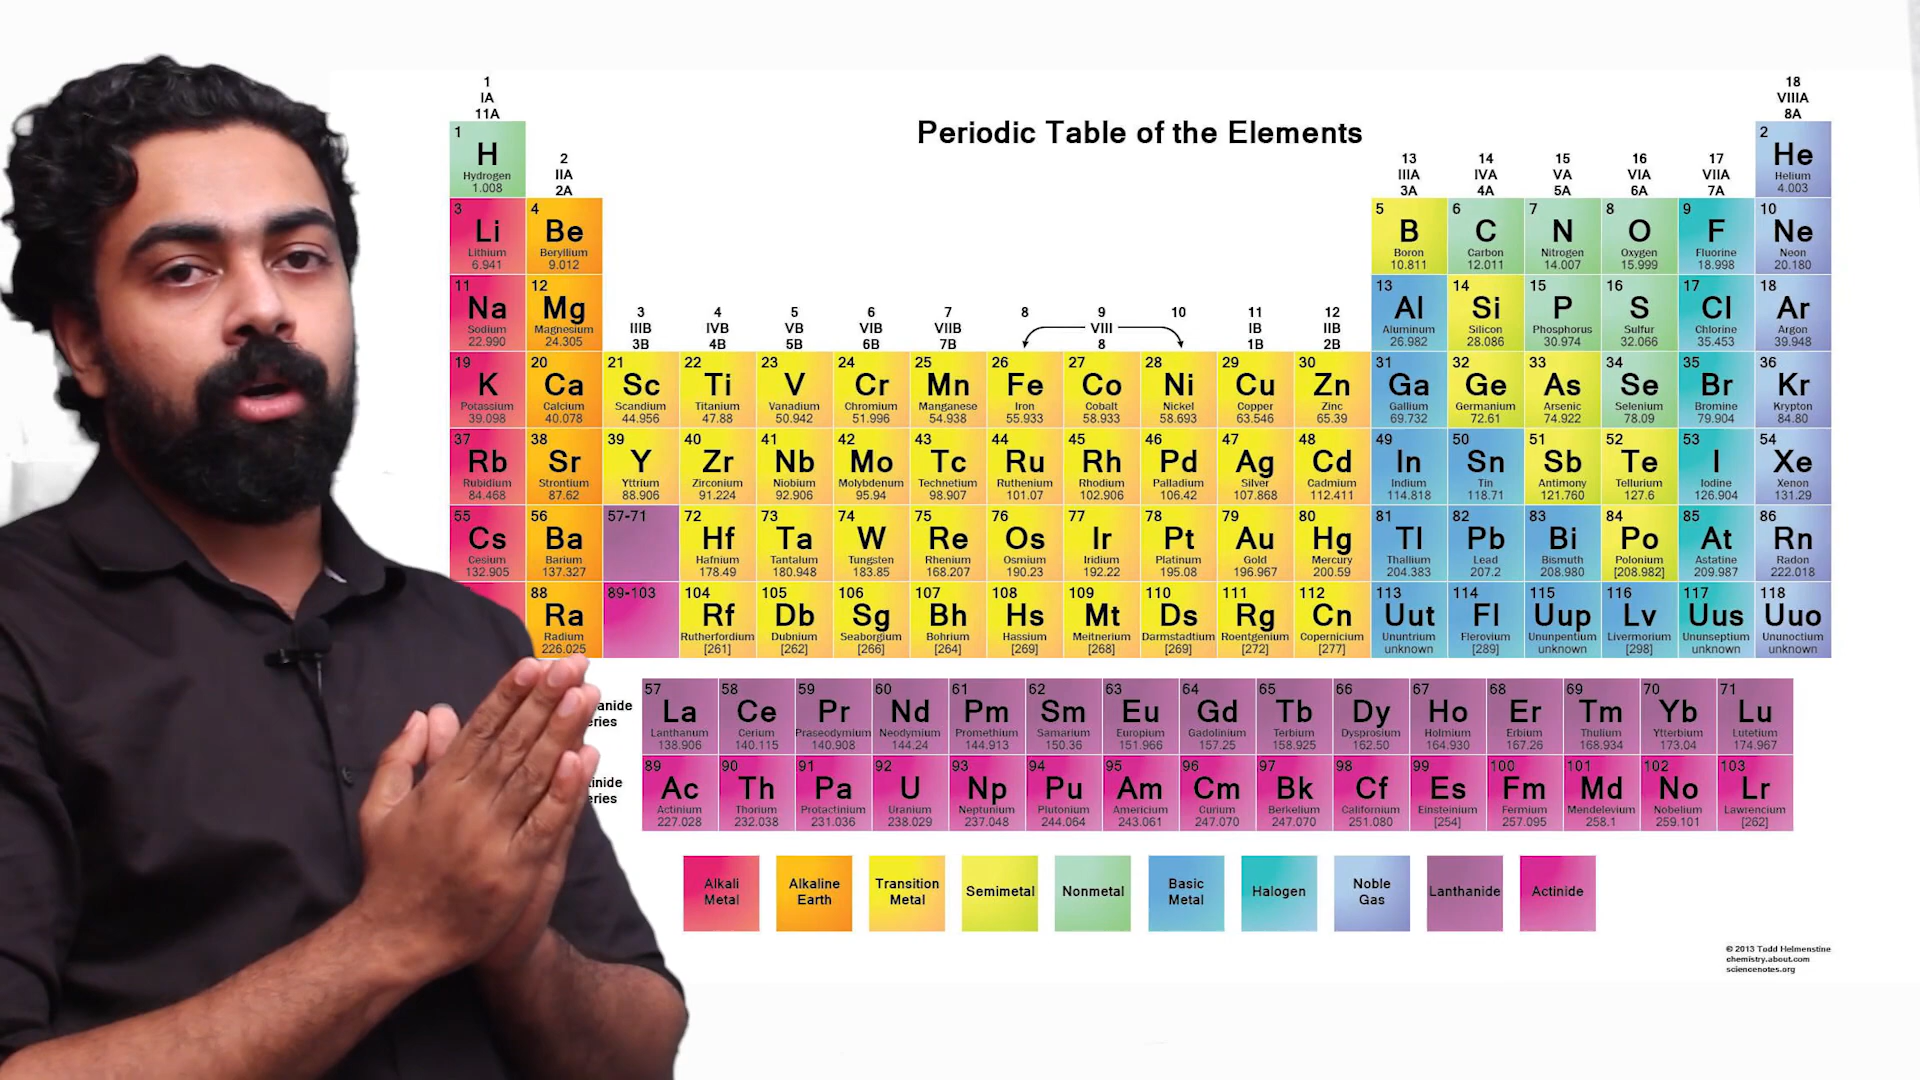 1
IA
11A
18
VIIIA
8A
Periodic Table of the Elements
1 H Hydrogen 1.008
2 He Helium 4.003
2
IIA
2A
13 14 15 16 17
IIIA IVA VA VIA VIIA
3A 4A 5A 6A 7A
3 Li Lithium 6.941
4 Be Beryllium 9.012
5 B Boron 10.811
6 C Carbon 12.011
7 N Nitrogen 14.007
8 O Oxygen 15.999
9 F Fluorine 18.998
10 Ne Neon 20.180
11 Na Sodium 22.990
12 Mg Magnesium 24.305
3 4 5 6 7 8 9 10 11 12
IIIB IVB VB VIB VIIB VIII IB IIB
3B 4B 5B 6B 7B 8 1B 2B
13 Al Aluminum 26.982
14 Si Silicon 28.086
15 P Phosphorus 30.974
16 S Sulfur 32.066
17 Cl Chlorine 35.453
18 Ar Argon 39.948
19 K Potassium 39.098
20 Ca Calcium 40.078
21 Sc Scandium 44.956
22 Ti Titanium 47.88
23 V Vanadium 50.942
24 Cr Chromium 51.996
25 Mn Manganese 54.938
26 Fe Iron 55.933
27 Co Cobalt 58.933
28 Ni Nickel 58.693
29 Cu Copper 63.546
30 Zn Zinc 65.39
31 Ga Gallium 69.732
32 Ge Germanium 72.61
33 As Arsenic 74.922
34 Se Selenium 78.09
35 Br Bromine 79.904
36 Kr Krypton 84.80
37 Rb Rubidium 84.468
38 Sr Strontium 87.62
39 Y Yttrium 88.906
40 Zr Zirconium 91.224
41 Nb Niobium 92.906
42 Mo Molybdenum 95.94
43 Tc Technetium 98.907
44 Ru Ruthenium 101.07
45 Rh Rhodium 102.906
46 Pd Palladium 106.42
47 Ag Silver 107.868
48 Cd Cadmium 112.411
49 In Indium 114.818
50 Sn Tin 118.71
51 Sb Antimony 121.760
52 Te Tellurium 127.6
53 I Iodine 126.904
54 Xe Xenon 131.29
55 Cs Cesium 132.905
56 Ba Barium 137.327
57-71
72 Hf Hafnium 178.49
73 Ta Tantalum 180.948
74 W Tungsten 183.85
75 Re Rhenium 168.207
76 Os Osmium 190.23
77 Ir Iridium 192.22
78 Pt Platinum 195.08
79 Au Gold 196.967
80 Hg Mercury 200.59
81 Tl Thallium 204.383
82 Pb Lead 207.2
83 Bi Bismuth 208.980
84 Po Polonium [208.982]
85 At Astatine 209.987
86 Rn Radon 222.018
88 Ra Radium 226.025
89-103
104 Rf Rutherfordium [261]
105 Db Dubnium [262]
106 Sg Seaborgium [266]
107 Bh Bohrium [264]
108 Hs Hassium [269]
109 Mt Meitnerium [268]
110 Ds Darmstadtium [269]
111 Rg Roentgenium [272]
112 Cn Copernicium [277]
113 Uut Ununtrium unknown
114 Fl Flerovium [289]
115 Uup Ununpentium unknown
116 Lv Livermorium [298]
117 Uus Ununseptium unknown
118 Uuo Ununoctium unknown
57 La Lanthanum 138.906
58 Ce Cerium 140.115
59 Pr Praseodymium 140.908
60 Nd Neodymium 144.24
61 Pm Promethium 144.913
62 Sm Samarium 150.36
63 Eu Europium 151.966
64 Gd Gadolinium 157.25
65 Tb Terbium 158.925
66 Dy Dysprosium 162.50
67 Ho Holmium 164.930
68 Er Erbium 167.26
69 Tm Thulium 168.934
70 Yb Ytterbium 173.04
71 Lu Lutetium 174.967
89 Ac Actinium 227.028
90 Th Thorium 232.038
91 Pa Protactinium 231.036
92 U Uranium 238.029
93 Np Neptunium 237.048
94 Pu Plutonium 244.064
95 Am Americium 243.061
96 Cm Curium 247.070
97 Bk Berkelium 247.070
98 Cf Californium 251.080
99 Es Einsteinium [254]
100 Fm Fermium 257.095
101 Md Mendelevium 258.1
102 No Nobelium 259.101
103 Lr Lawrencium [262]
Alkali Metal
Alkaline Earth
Transition Metal
Semimetal
Nonmetal
Basic Metal
Halogen
Noble Gas
Lanthanide
Actinide
© 2013 Todd Helmenstine
chemistry.about.com
sciencenotes.org